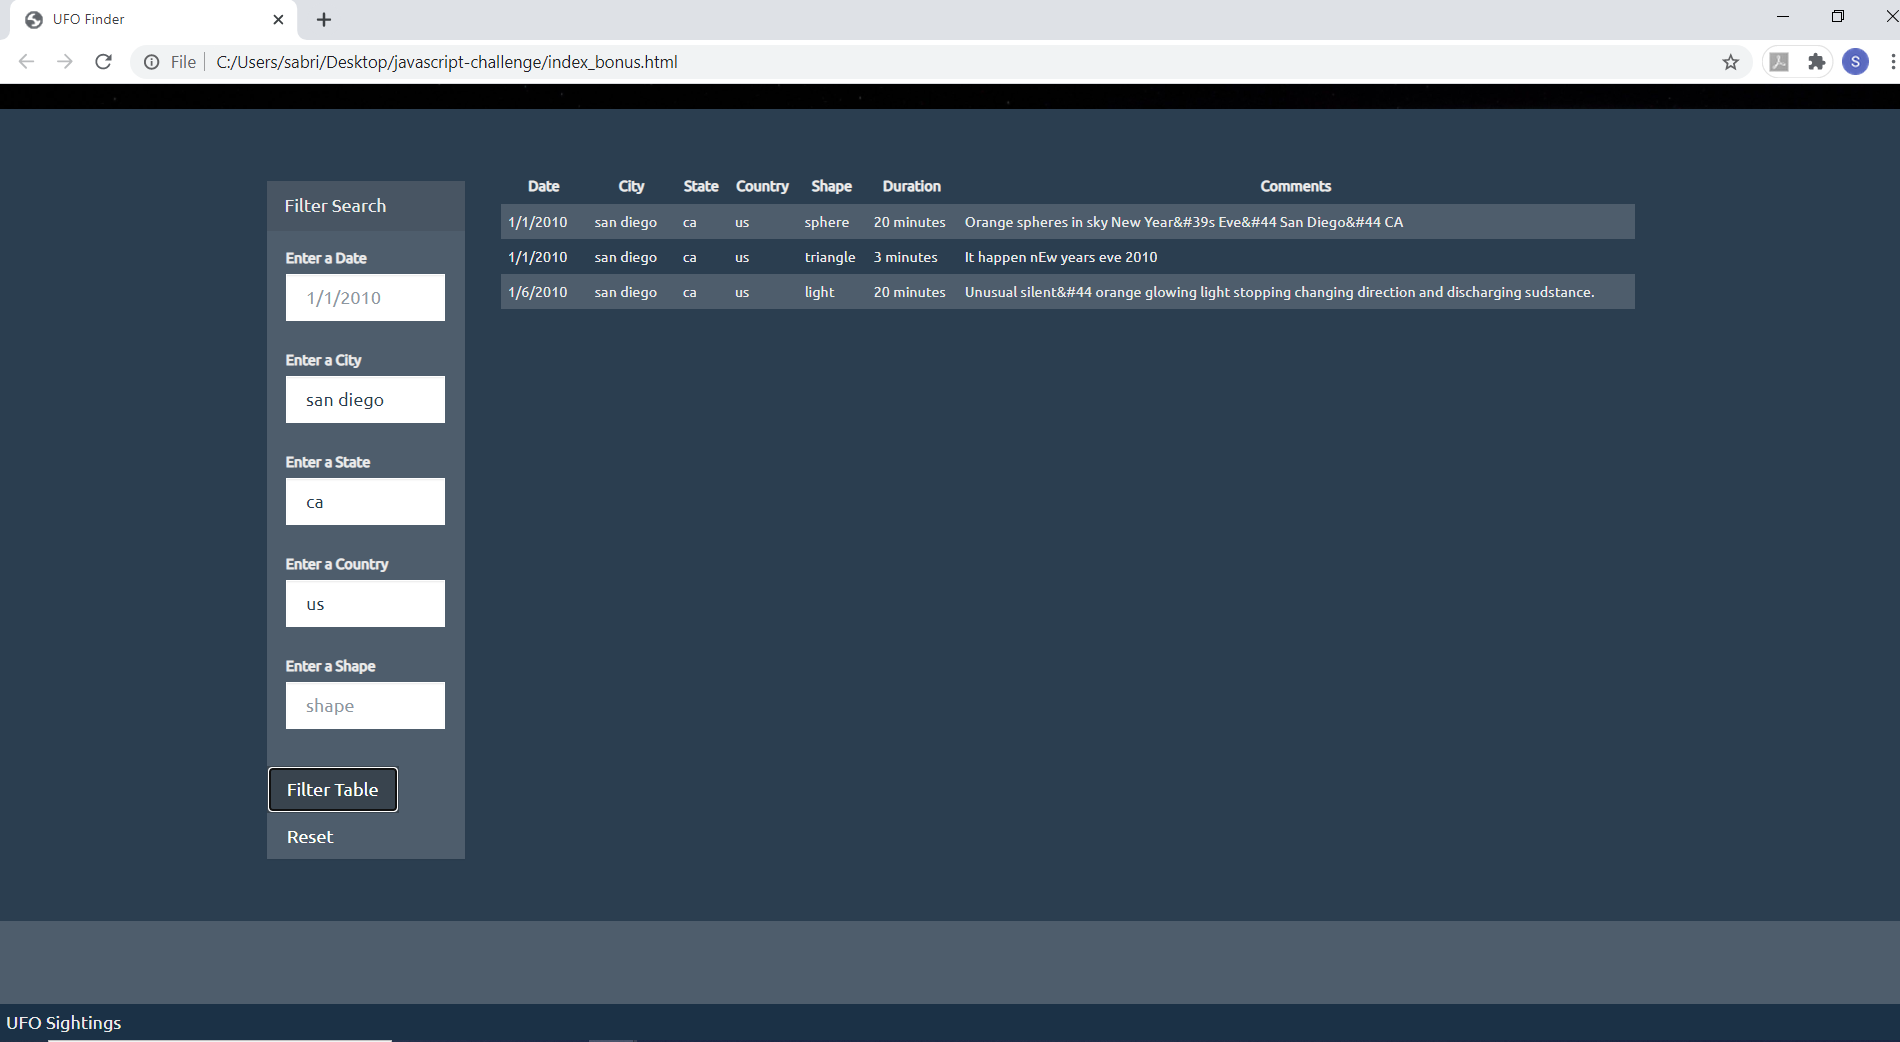 UFO Finder
File C:/Users/sabri/Desktop/javascript-challenge/index_bonus.html
S
Filter Search
Enter a Date
1/1/2010
Enter a City
san diego
Enter a State
ca
Enter a Country
us
Enter a Shape
shape
Filter Table
Reset
Date City State Country Shape Duration Comments
1/1/2010 san diego ca us sphere 20 minutes Orange spheres in sky New Year&#39s Eve&#44 San Diego&#44 CA
1/1/2010 san diego ca us triangle 3 minutes It happen nEw years eve 2010
1/6/2010 san diego ca us light 20 minutes Unusual silent&#44 orange glowing light stopping changing direction and discharging sudstance.
UFO Sightings